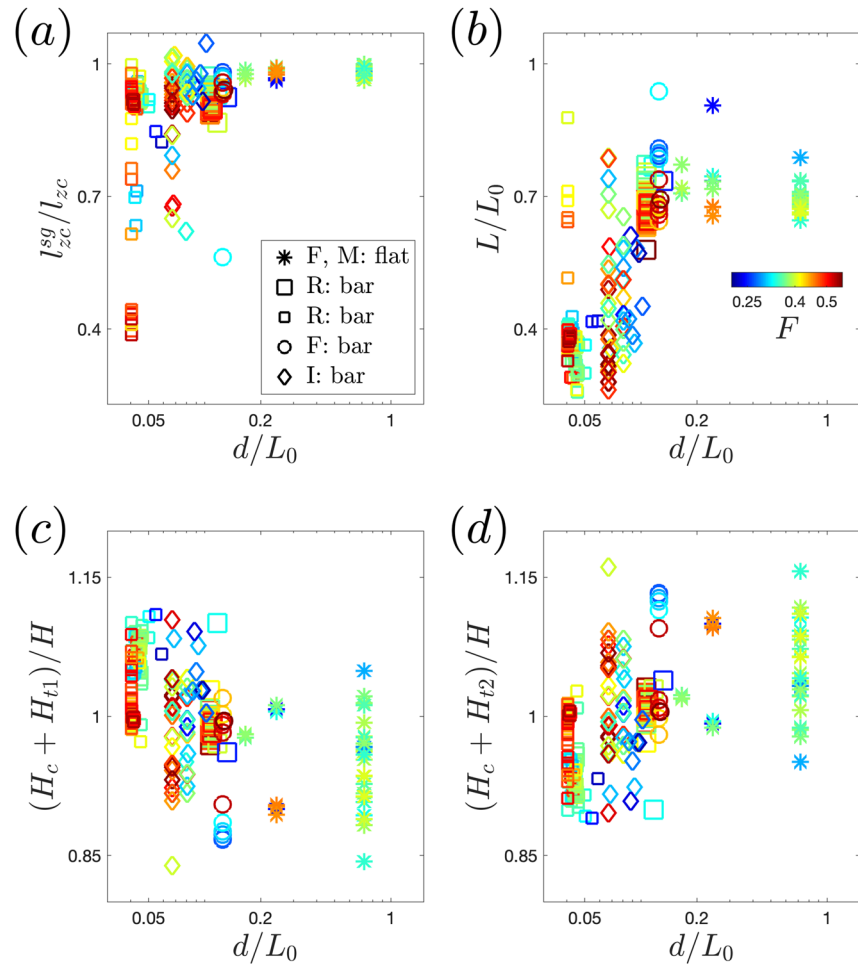 (a)
1
0.7
0.4
l_{zc}^{sg}/l_{zc}
0.05
0.2
1
d/L_0
F, M: flat
R: bar
R: bar
F: bar
I: bar
(b)
1
0.7
0.4
L/L_0
0.05
0.2
1
d/L_0
0.25
0.4
0.5
F
(c)
1.15
1
0.85
(H_c + H_{t1})/H
0.05
0.2
1
d/L_0
(d)
1.15
1
0.85
(H_c + H_{t2})/H
0.05
0.2
1
d/L_0